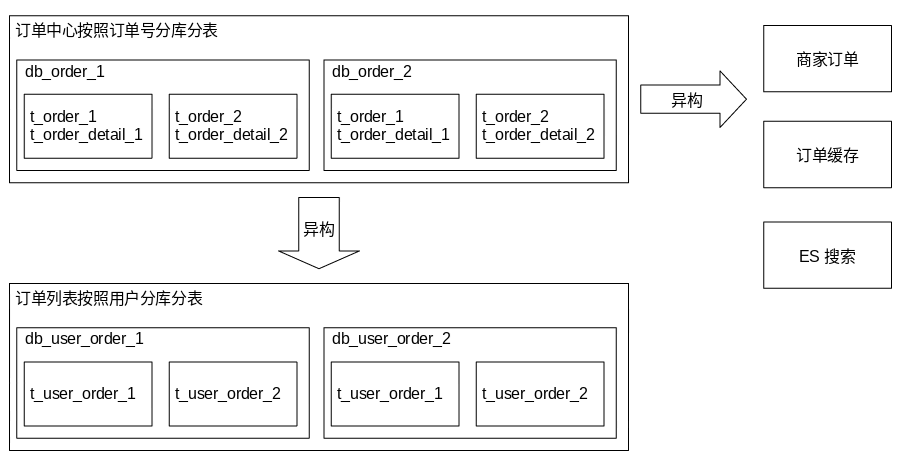 订单中心按照订单号分库分表
db_order_1
t_order_1
t_order_detail_1
t_order_2
t_order_detail_2
db_order_2
t_order_1
t_order_detail_1
t_order_2
t_order_detail_2
异构
商家订单
订单缓存
ES 搜索
异构
订单列表按照用户分库分表
db_user_order_1
t_user_order_1
t_user_order_2
db_user_order_2
t_user_order_1
t_user_order_2